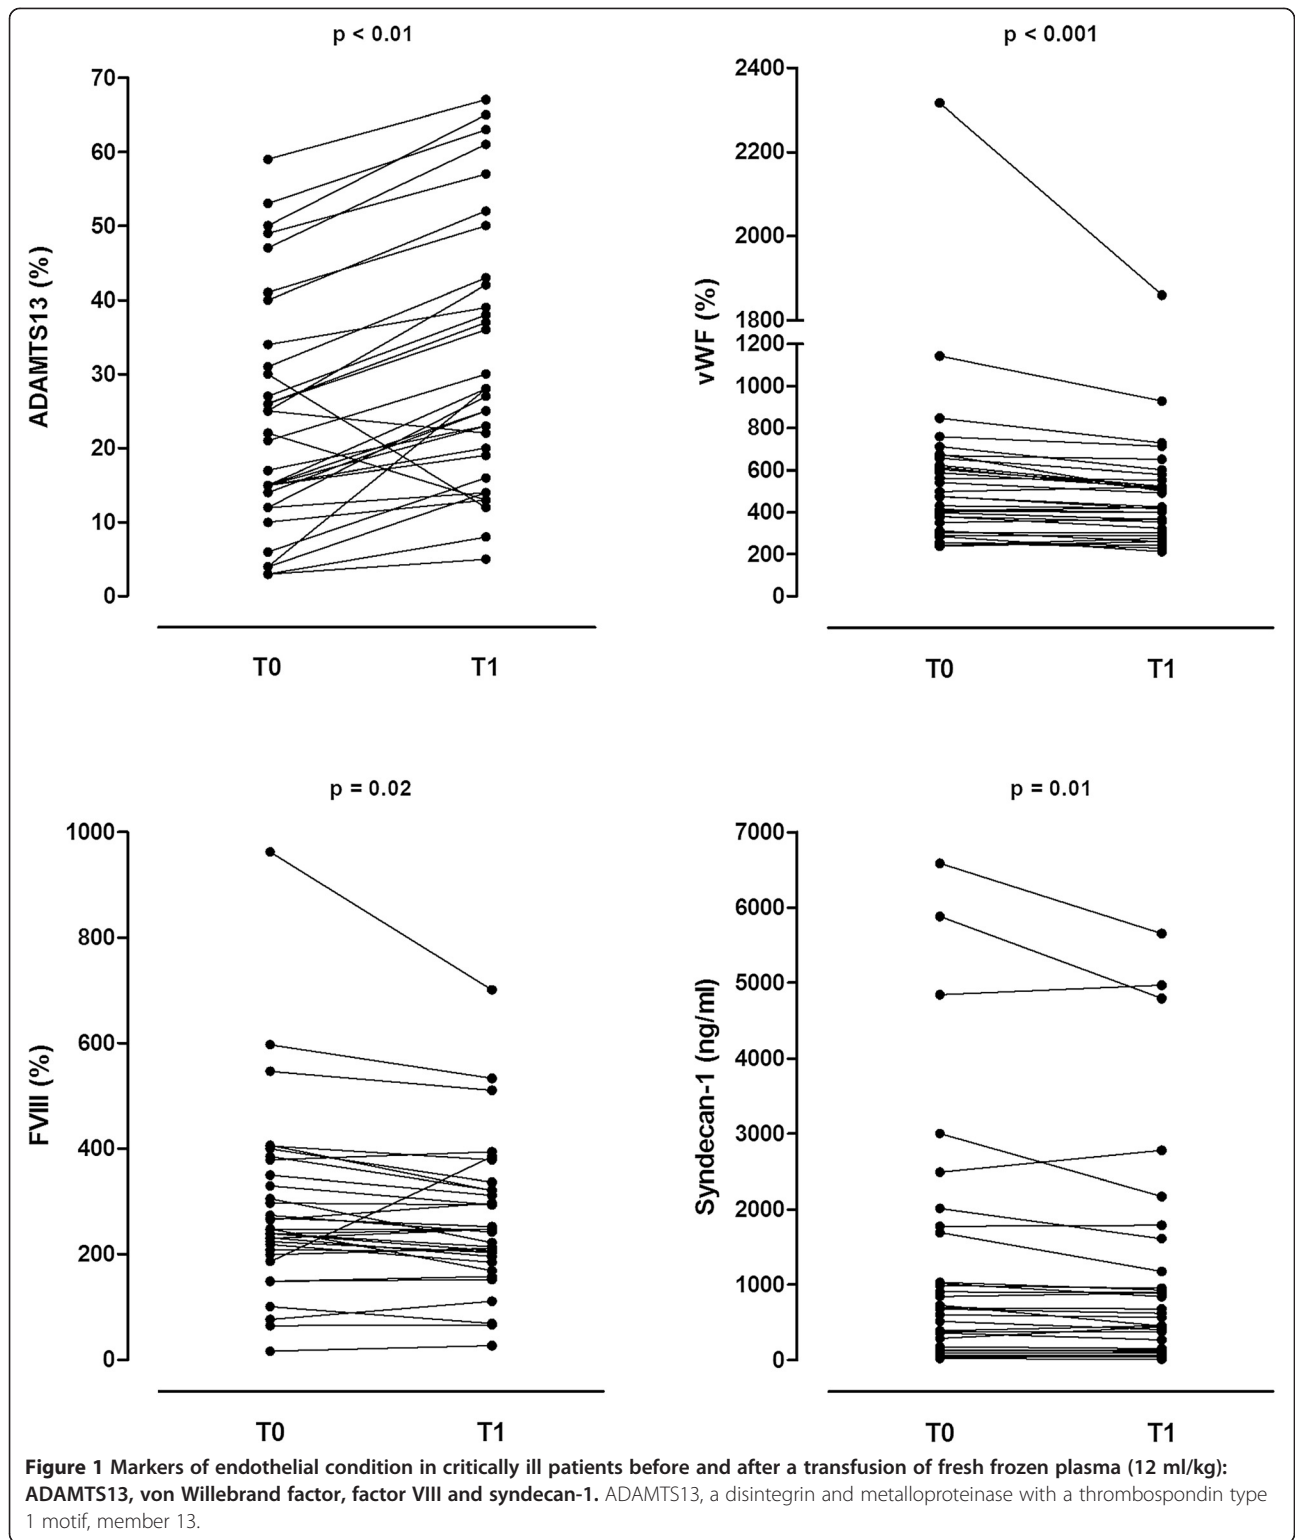 p < 0.01
70
60
50
40
30
20
10
0
ADAMTS13 (%)
T0 T1
p < 0.001
2400
2200
2000
1800
1200
1000
800
600
400
200
0
vWF (%)
T0 T1
p = 0.02
1000
800
600
400
200
0
FVIII (%)
T0 T1
p = 0.01
7000
6000
5000
4000
3000
2000
1000
0
Syndecan-1 (ng/ml)
T0 T1
Figure 1 Markers of endothelial condition in critically ill patients before and after a transfusion of fresh frozen plasma (12 ml/kg):
ADAMTS13, von Willebrand factor, factor VIII and syndecan-1. ADAMTS13, a disintegrin and metalloproteinase with a thrombospondin type
1 motif, member 13.